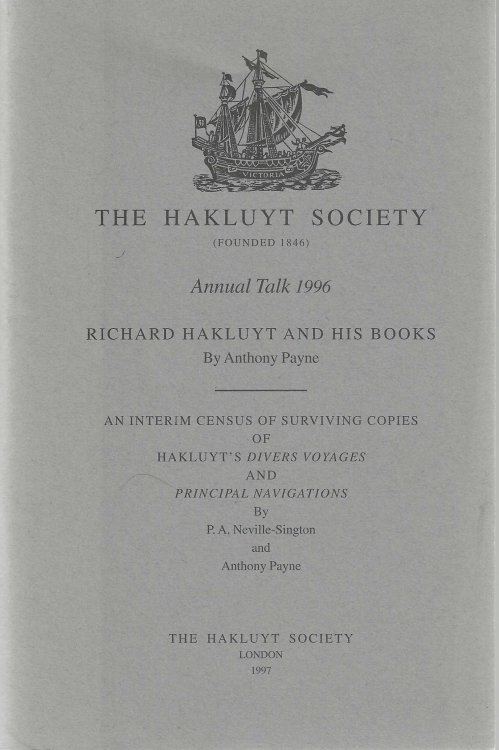 VICTORIA
THE HAKLUYT SOCIETY
(FOUNDED 1846)
Annual Talk 1996
RICHARD HAKLUYT AND HIS BOOKS
By Anthony Payne
AN INTERIM CENSUS OF SURVIVING COPIES
OF
HAKLUYT'S DIVERS VOYAGES
AND
PRINCIPAL NAVIGATIONS
By
P. A. Neville-Sington
and
Anthony Payne
THE HAKLUYT SOCIETY
LONDON
1997